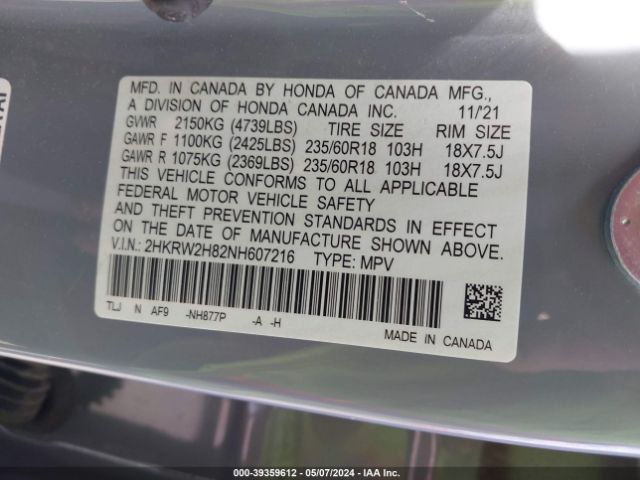 MFD. IN CANADA BY HONDA OF CANADA MFG.,
A DIVISION OF HONDA CANADA INC. 11/'21
GVWR 2150KG (4739LBS) TIRE SIZE RIM SIZE
GAWR F 1100KG (2425LBS) 235/60R18 103H 18X7.5J
GAWR R 1075KG (2369LBS) 235/60R18 103H 18X7.5J
THIS VEHICLE CONFORMS TO ALL APPLICABLE
FEDERAL MOTOR VEHICLE SAFETY
AND THEFT PREVENTION STANDARDS IN EFFECT
ON THE DATE OF MANUFACTURE SHOWN ABOVE.
V.I.N.: 2HKRW2H82NH607216 TYPE: MPV
TLJ N AF9 -NH877P -A -H
MADE IN CANADA
000-39359612 - 05/07/2024 - IAA Inc.